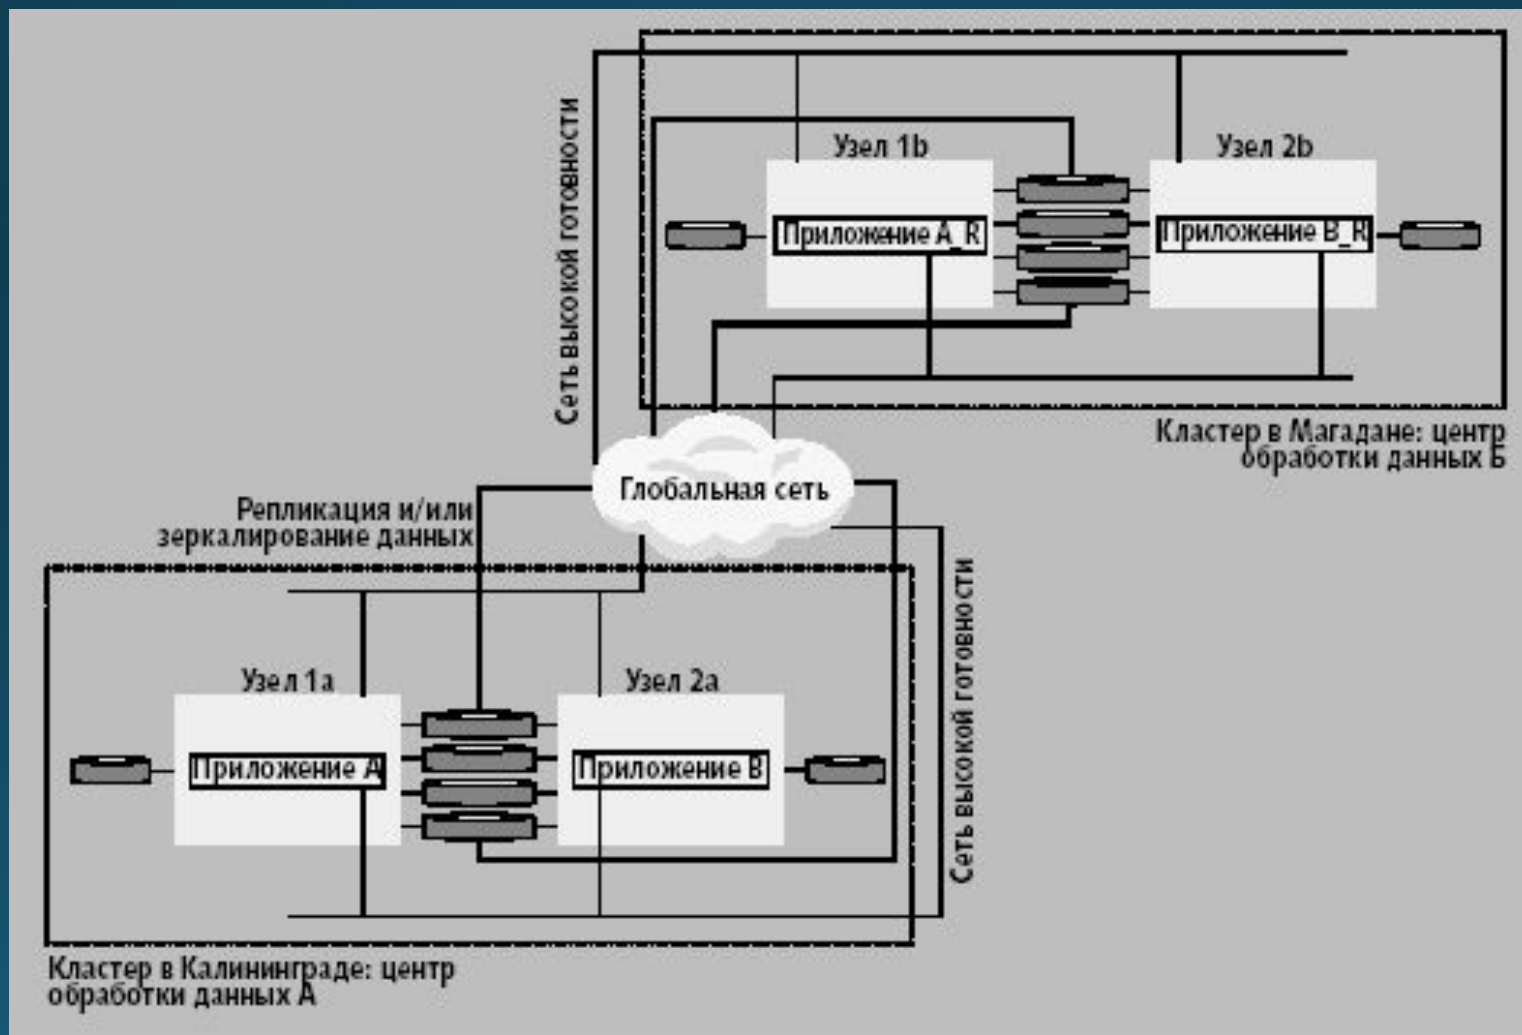 Сеть высокой готовности
Узел 1b
Узел 2b
Приложение A_R
Приложение B_R
Кластер в Магадане: центр
обработки данных Б
Глобальная сеть
Репликация и/или
зеркалирование данных
Сеть высокой готовности
Узел 1a
Узел 2a
Приложение A
Приложение B
Кластер в Калининграде: центр
обработки данных А